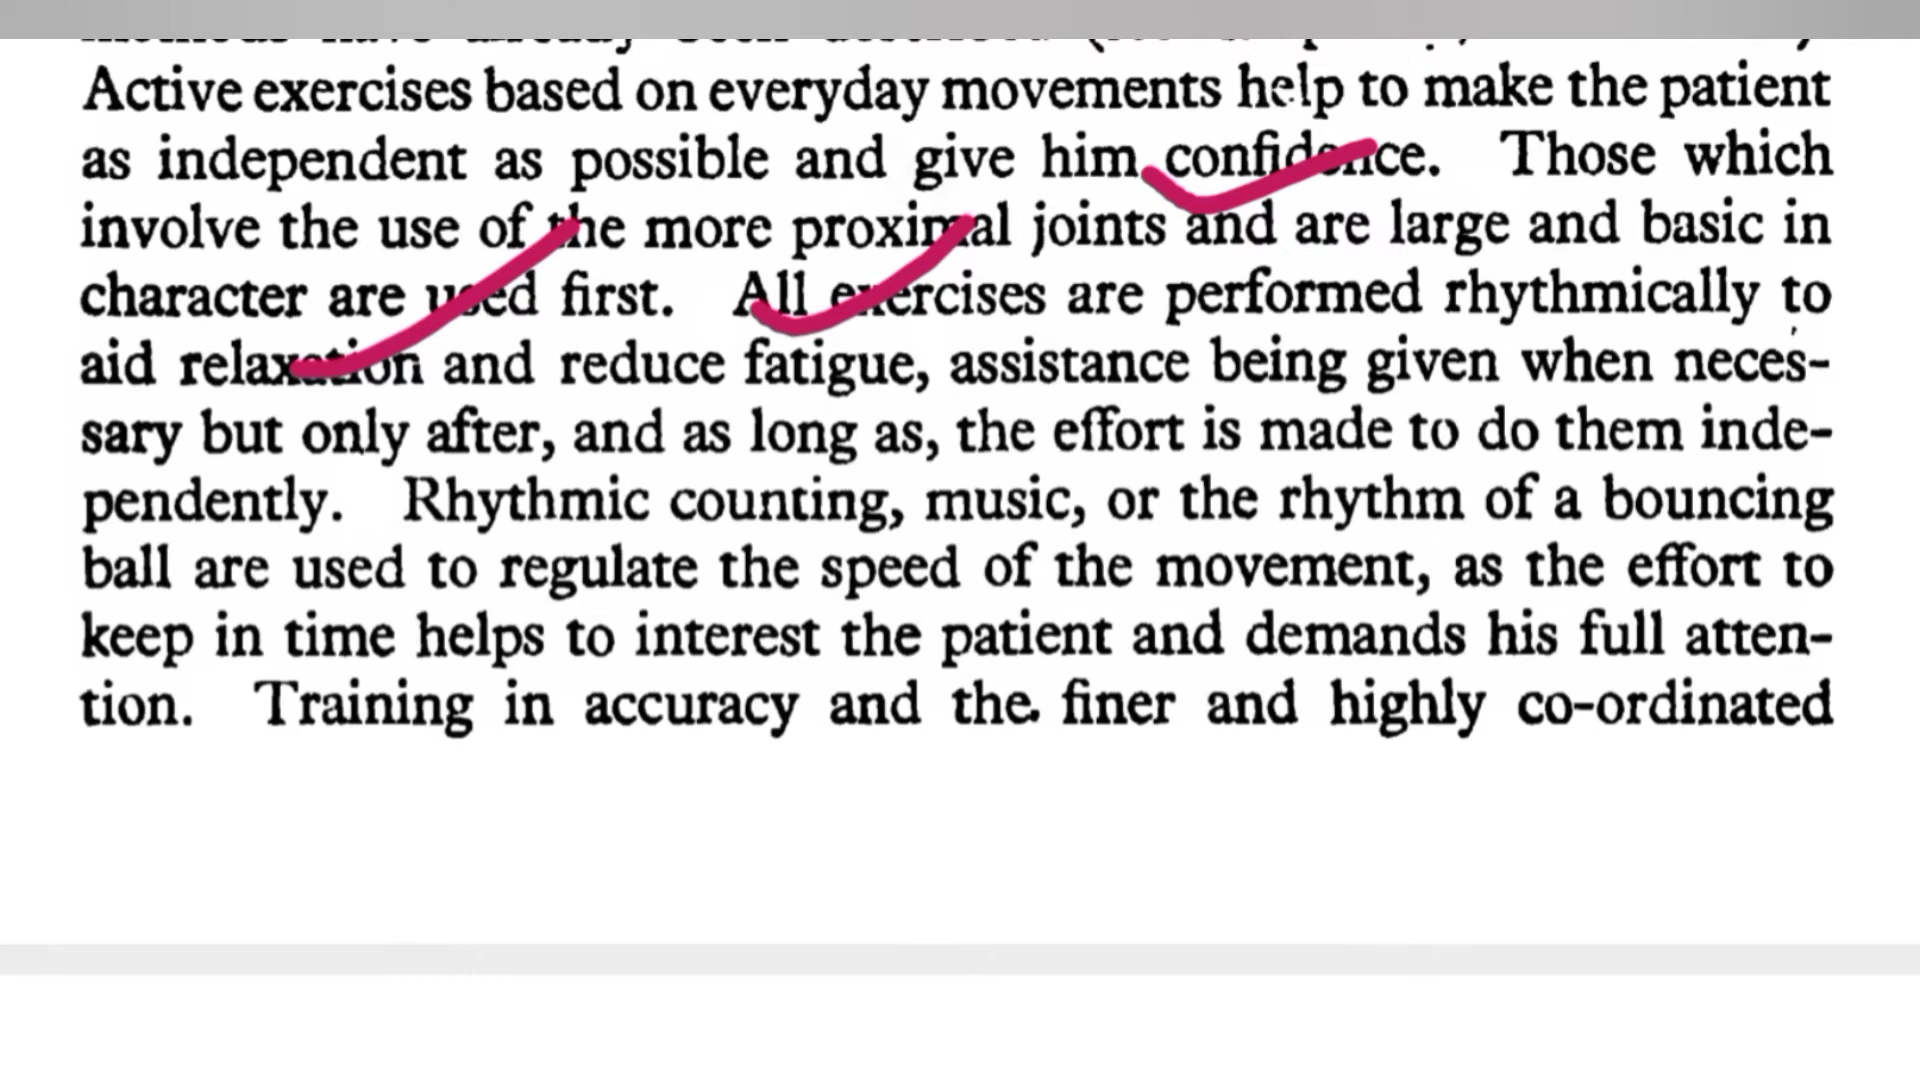 Active exercises based on everyday movements help to make the patient
as independent as possible and give him confidence. Those which
involve the use of the more proximal joints and are large and basic in
character are used first. All exercises are performed rhythmically to
aid relaxation and reduce fatigue, assistance being given when neces-
sary but only after, and as long as, the effort is made to do them inde-
pendently. Rhythmic counting, music, or the rhythm of a bouncing
ball are used to regulate the speed of the movement, as the effort to
keep in time helps to interest the patient and demands his full atten-
tion. Training in accuracy and the finer and highly co-ordinated